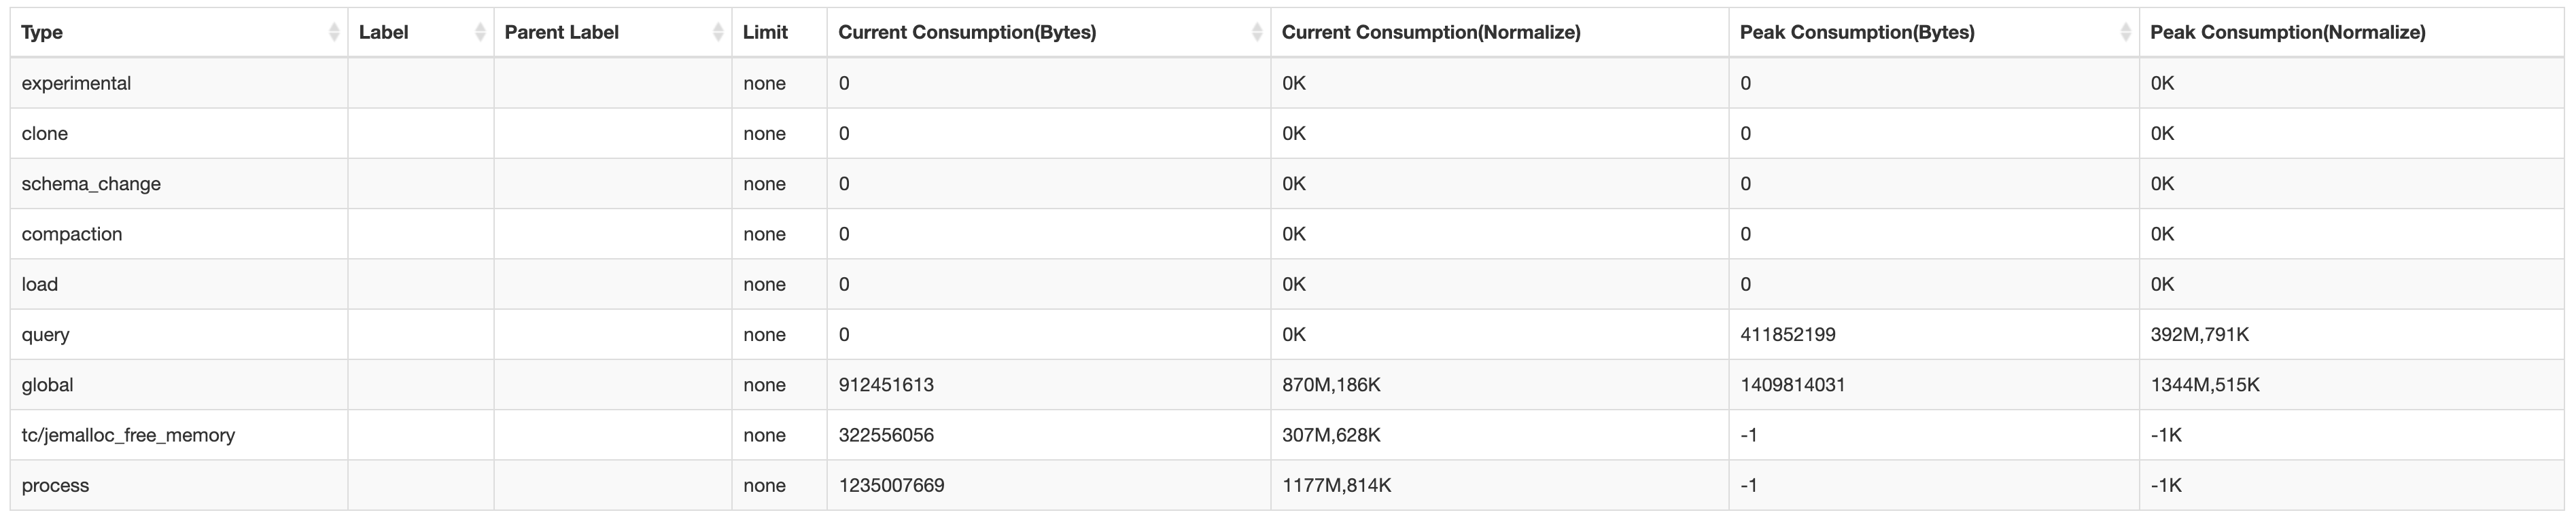 Type Label Parent Label Limit Current Consumption(Bytes) Current Consumption(Normalize) Peak Consumption(Bytes) Peak Consumption(Normalize)
experimental none 0 0K 0 0K
clone none 0 0K 0 0K
schema_change none 0 0K 0 0K
compaction none 0 0K 0 0K
load none 0 0K 0 0K
query none 0 0K 411852199 392M,791K
global none 912451613 870M,186K 1409814031 1344M,515K
tc/jemalloc_free_memory none 322556056 307M,628K -1 -1K
process none 1235007669 1177M,814K -1 -1K